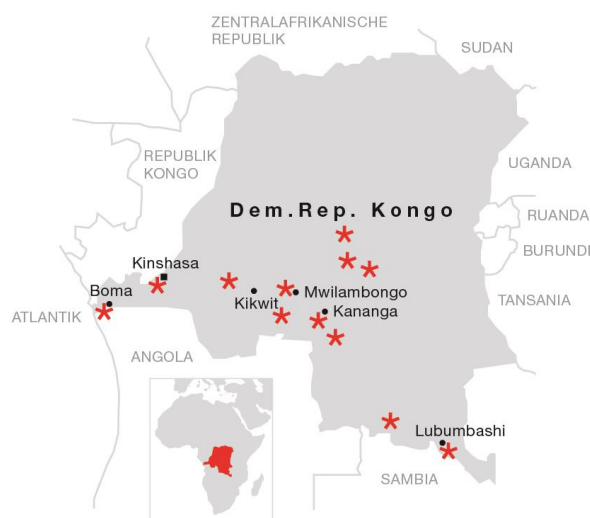 ZENTRALAFRIKANISCHE
REPUBLIK
SUDAN
REPUBLIK
KONGO
UGANDA
Dem. Rep. Kongo
RUANDA
BURUNDI
Kinshasa
Boma
Kikwit
Mwilambongo
TANSANIA
Kananga
ATLANTIK
ANGOLA
Lubumbashi
SAMBIA